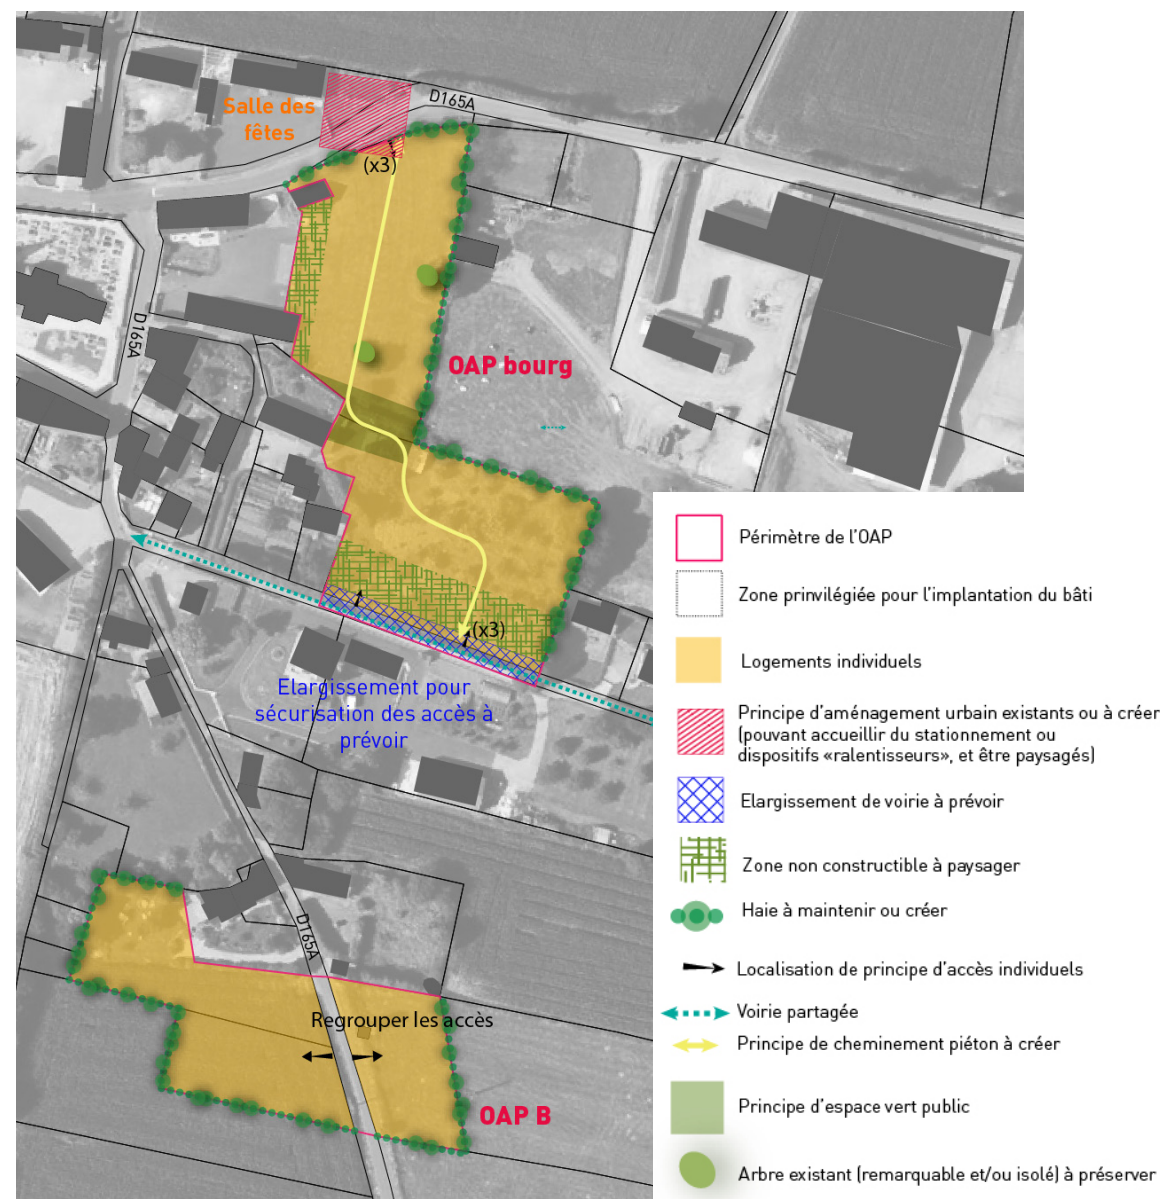 Salle des
fêtes
D165A
(x3)
D165A
OAP bourg
(x3)
Elargissement pour
sécurisation des accès à
prévoir
D165A
Regrouper les accès
OAP B
Périmètre de l'OAP
Zone prinvilégiée pour l'implantation du bâti
Logements individuels
Principe d'aménagement urbain existants ou à créer
(pouvant accueillir du stationnement ou
dispositifs «ralentisseurs», et être paysagés)
Elargissement de voirie à prévoir
Zone non constructible à paysager
Haie à maintenir ou créer
Localisation de principe d'accès individuels
Voirie partagée
Principe de cheminement piéton à créer
Principe d'espace vert public
Arbre existant (remarquable et/ou isolé) à préserver